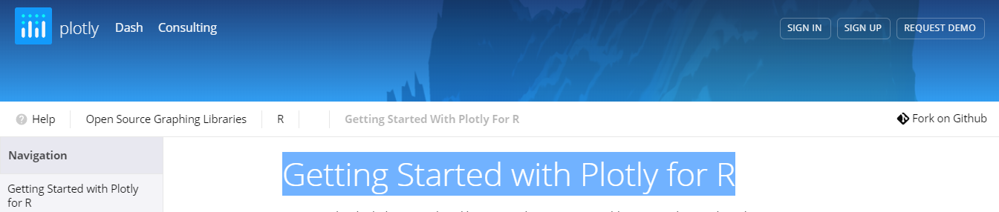 plotly Dash Consulting SIGN IN SIGN UP REQUEST DEMO
Help Open Source Graphing Libraries R Getting Started With Plotly For R Fork on Github
Navigation
Getting Started with Plotly for R
Getting Started with Plotly
for R